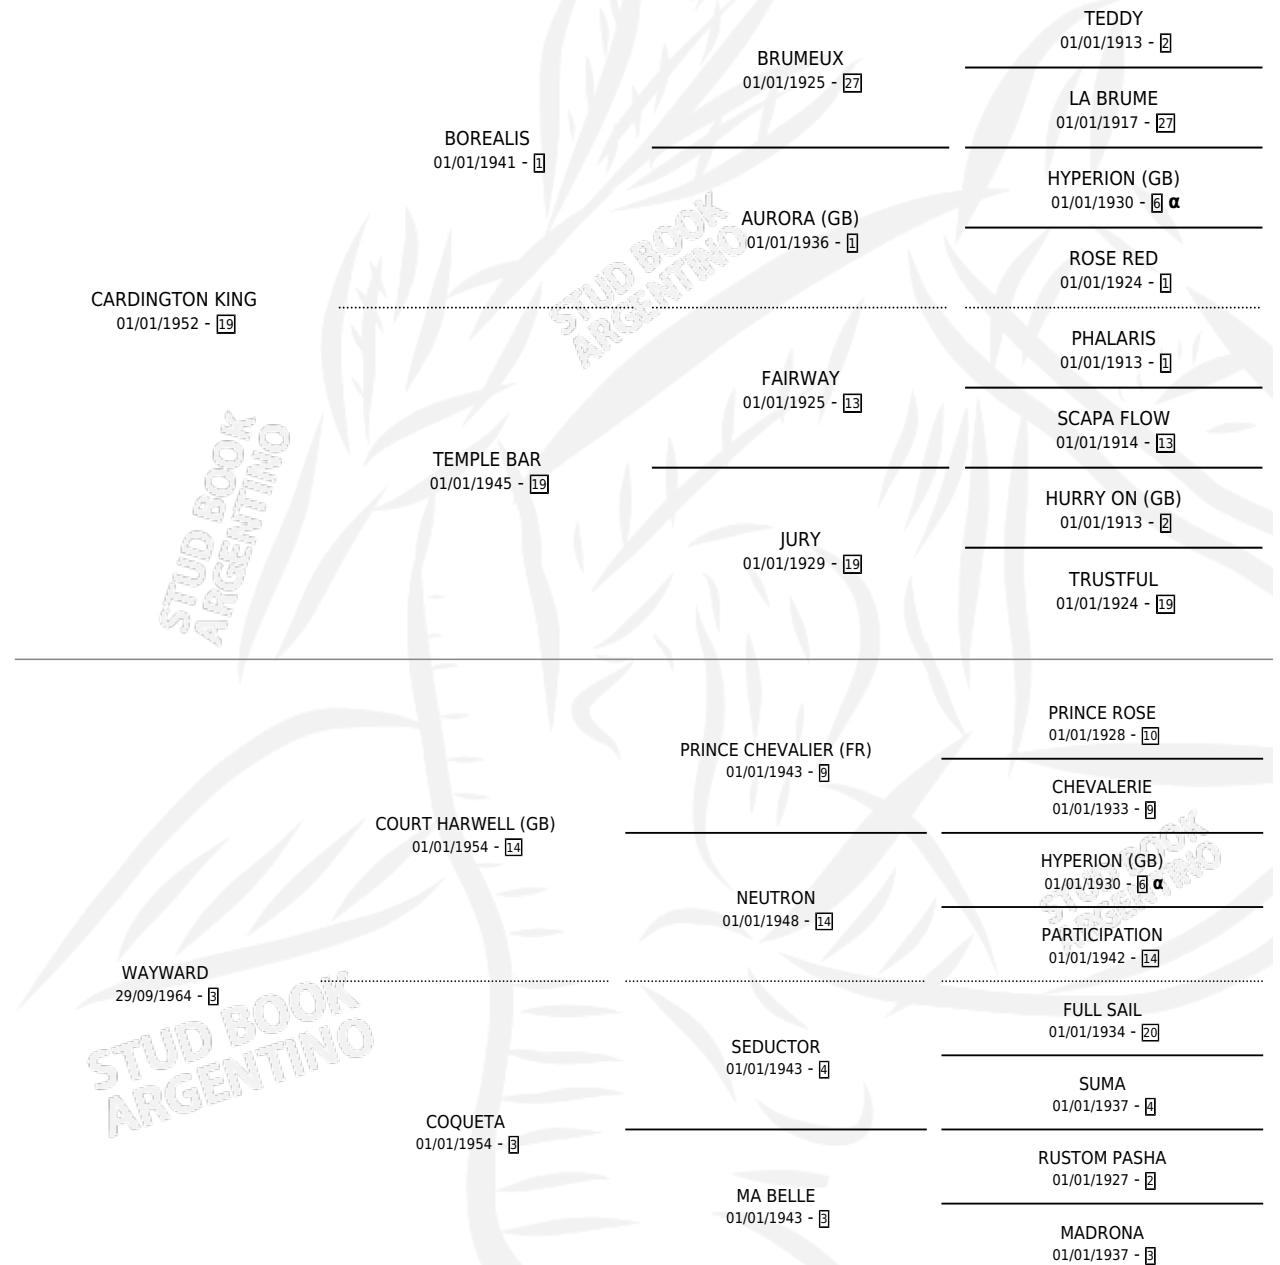 TEDDY
01/01/1913 - 2
BRUMEUX
01/01/1925 - 27
LA BRUME
01/01/1917 - 27
BOREALIS
01/01/1941 - 1
HYPERION (GB)
01/01/1930 - 6 α
AURORA (GB)
01/01/1936 - 1
ROSE RED
01/01/1924 - 1
STUD BOOK
ARGENTINO
CARDINGTON KING
01/01/1952 - 19
PHALARIS
01/01/1913 - 1
FAIRWAY
01/01/1925 - 13
SCAPA FLOW
01/01/1914 - 13
STUD BOOK
ARGENTINO
TEMPLE BAR
01/01/1945 - 19
HURRY ON (GB)
01/01/1913 - 2
JURY
01/01/1929 - 19
TRUSTFUL
01/01/1924 - 19
PRINCE ROSE
01/01/1928 - 10
PRINCE CHEVALIER (FR)
01/01/1943 - 9
CHEVALERIE
01/01/1933 - 9
COURT HARWELL (GB)
01/01/1954 - 14
STUD BOOK
ARGENTINO
HYPERION (GB)
01/01/1930 - 6 α
NEUTRON
01/01/1948 - 14
PARTICIPATION
01/01/1942 - 14
WAYWARD
29/09/1964 - 3
STUD BOOK
ARGENTINO
FULL SAIL
01/01/1934 - 20
SEDUCTOR
01/01/1943 - 4
SUMA
01/01/1937 - 4
COQUETA
01/01/1954 - 3
RUSTOM PASHA
01/01/1927 - 2
MA BELLE
01/01/1943 - 3
MADRONA
01/01/1937 - 3